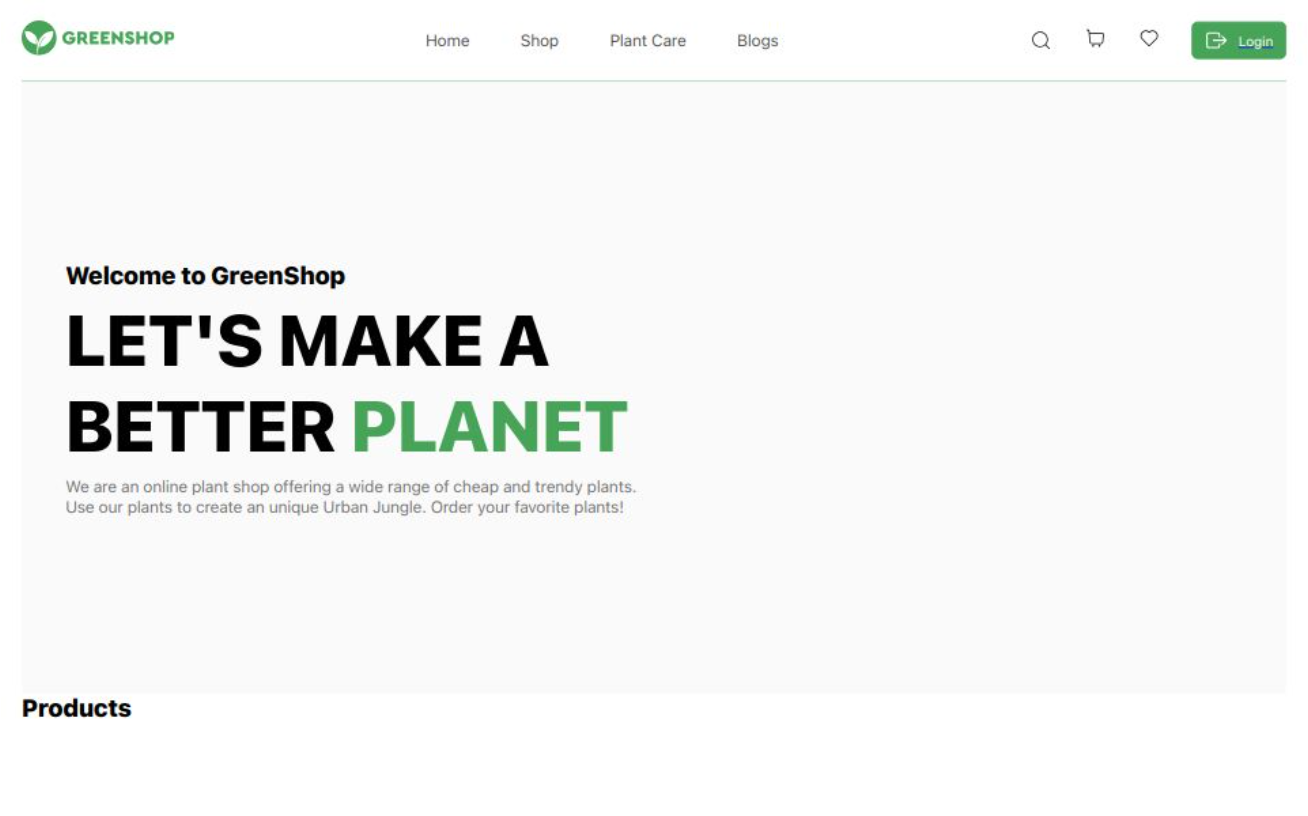 GREENSHOP
Home
Shop
Plant Care
Blogs
Login
Welcome to GreenShop
LET'S MAKE A
BETTER PLANET
We are an online plant shop offering a wide range of cheap and trendy plants.
Use our plants to create an unique Urban Jungle. Order your favorite plants!
Products